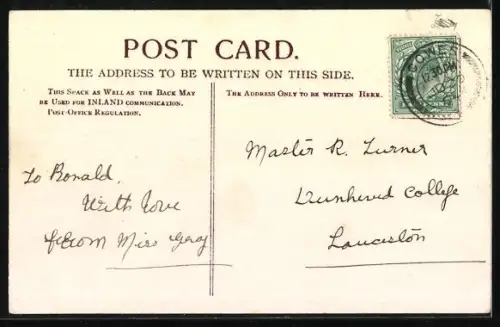 POST CARD.
THE ADDRESS TO BE WRITTEN ON THIS SIDE.
THIS SPACE AS WELL AS THE BACK MAY
BE USED FOR INLAND COMMUNICATION.
POST-OFFICE REGULATION.
THE ADDRESS ONLY TO BE WRITTEN HERE.
To Ronald,
With love
from Miss
Master R. Turner
College
Launceston